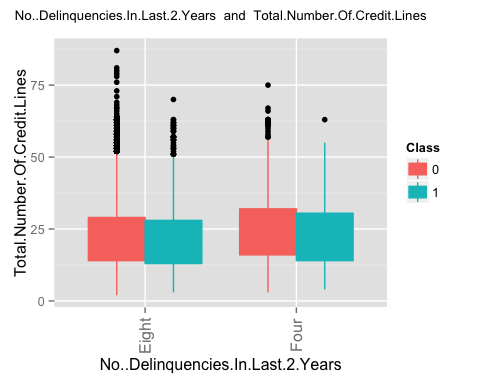 No..Delinquencies.In.Last.2.Years and Total.Number.Of.Credit.Lines
Total.Number.Of.Credit.Lines
75
50
25
0
Eight
Four
No..Delinquencies.In.Last.2.Years
Class
0
1